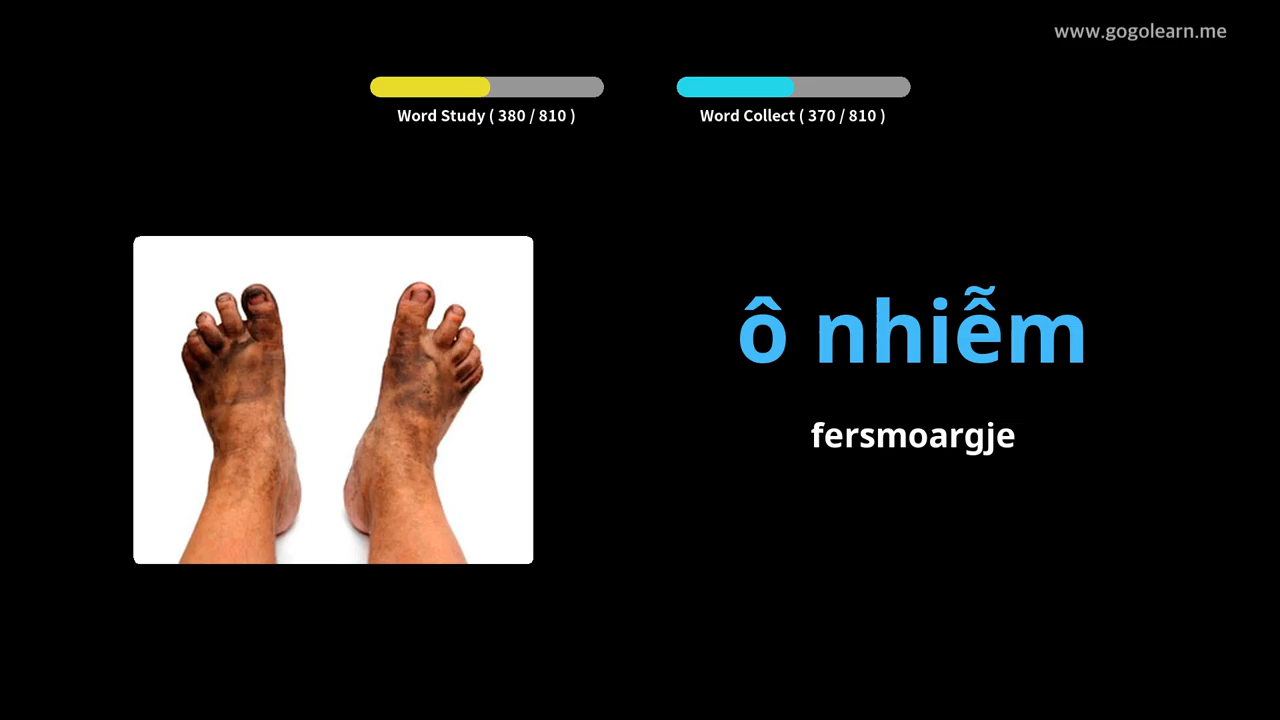 www.gogolearn.me
Word Study ( 380 / 810 )
Word Collect ( 370 / 810 )
ô nhiễm
fersmoargje